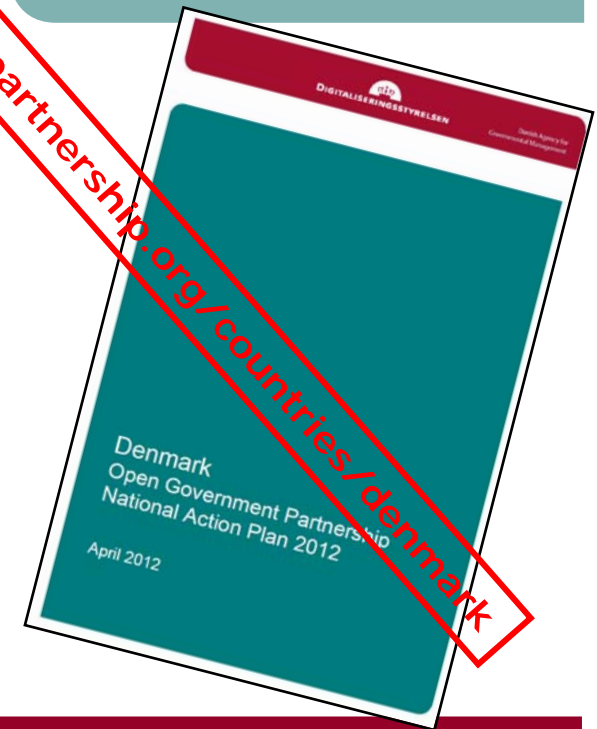 DIGITALISERINGSSTYRELSEN
Danish Agency for
Governmental Management
Denmark
Open Government Partnership
National Action Plan 2012
April 2012
artnership.org/countries/denmark